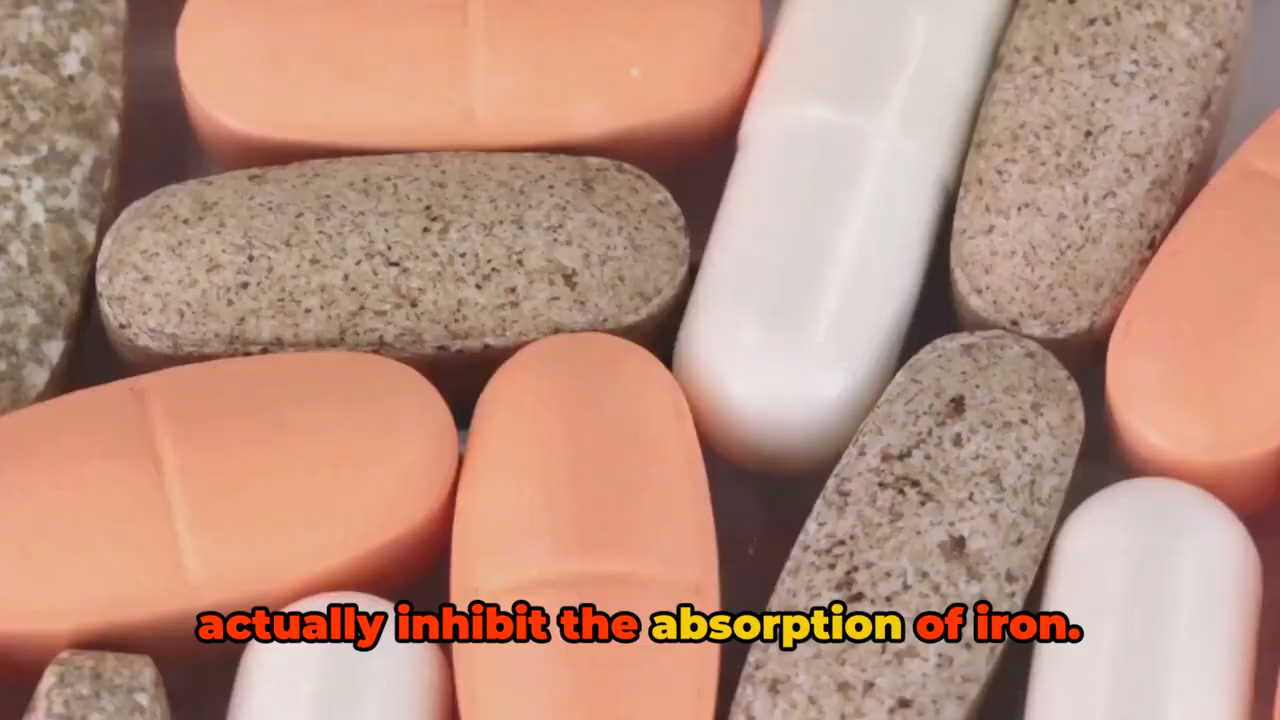 actually inhibit the absorption of iron.